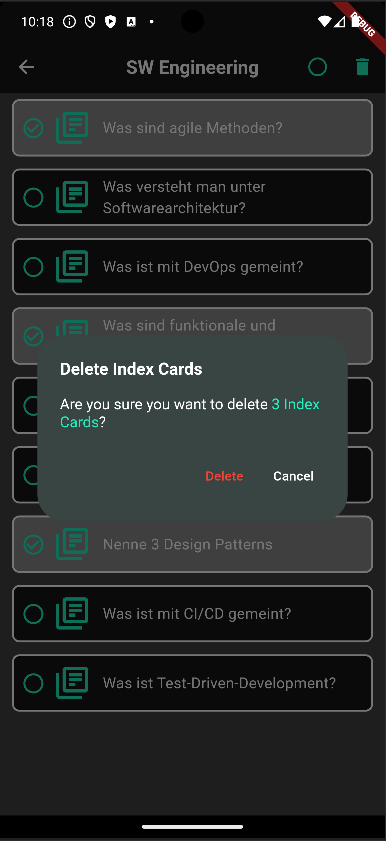 10:18
DEBUG
SW Engineering
Was sind agile Methoden?
Was versteht man unter
Softwarearchitektur?
Was ist mit DevOps gemeint?
Was sind funktionale und
Delete Index Cards
Are you sure you want to delete 3 Index
Cards?
Delete
Cancel
Nenne 3 Design Patterns
Was ist mit CI/CD gemeint?
Was ist Test-Driven-Development?